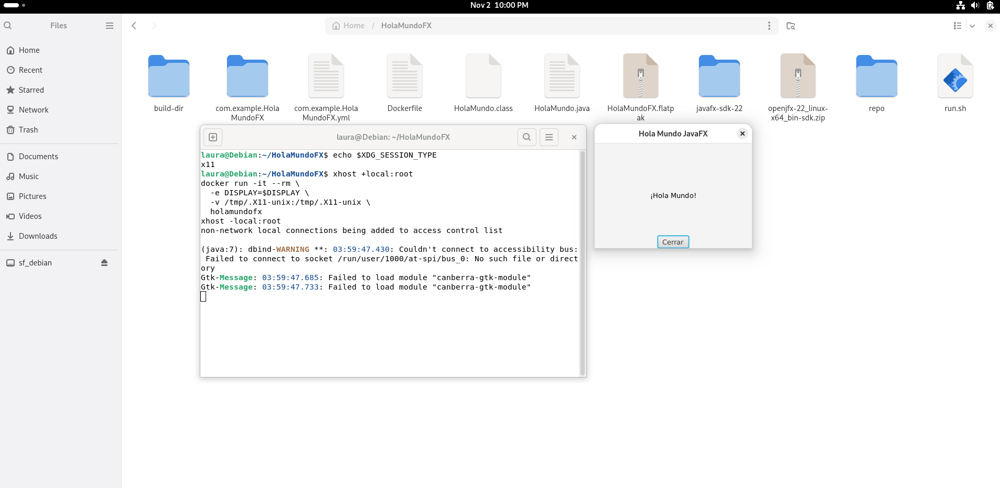 Nov 2  10:00 PM
Files
Home / HolaMundoFX
Home
Recent
Starred
Network
Trash
Documents
Music
Pictures
Videos
Downloads
sf_debian
build-dir
com.example.Hola
MundoFX
com.example.Hola
MundoFX.yml
Dockerfile
HolaMundo.class
HolaMundo.java
HolaMundoFX.flatp
ak
javafx-sdk-22
openjfx-22_linux-
x64_bin-sdk.zip
repo
run.sh
laura@Debian: ~/HolaMundoFX
laura@Debian:~/HolaMundoFX$ echo $XDG_SESSION_TYPE
x11
laura@Debian:~/HolaMundoFX$ xhost +local:root
docker run -it --rm \
  -e DISPLAY=$DISPLAY \
  -v /tmp/.X11-unix:/tmp/.X11-unix \
  holamundofx
xhost -local:root
non-network local connections being added to access control list
(java:7): dbind-WARNING **: 03:59:47.430: Couldn't connect to accessibility bus:
 Failed to connect to socket /run/user/1000/at-spi/bus_0: No such file or direct
ory
Gtk-Message: 03:59:47.685: Failed to load module "canberra-gtk-module"
Gtk-Message: 03:59:47.733: Failed to load module "canberra-gtk-module"
Hola Mundo JavaFX
¡Hola Mundo!
Cerrar